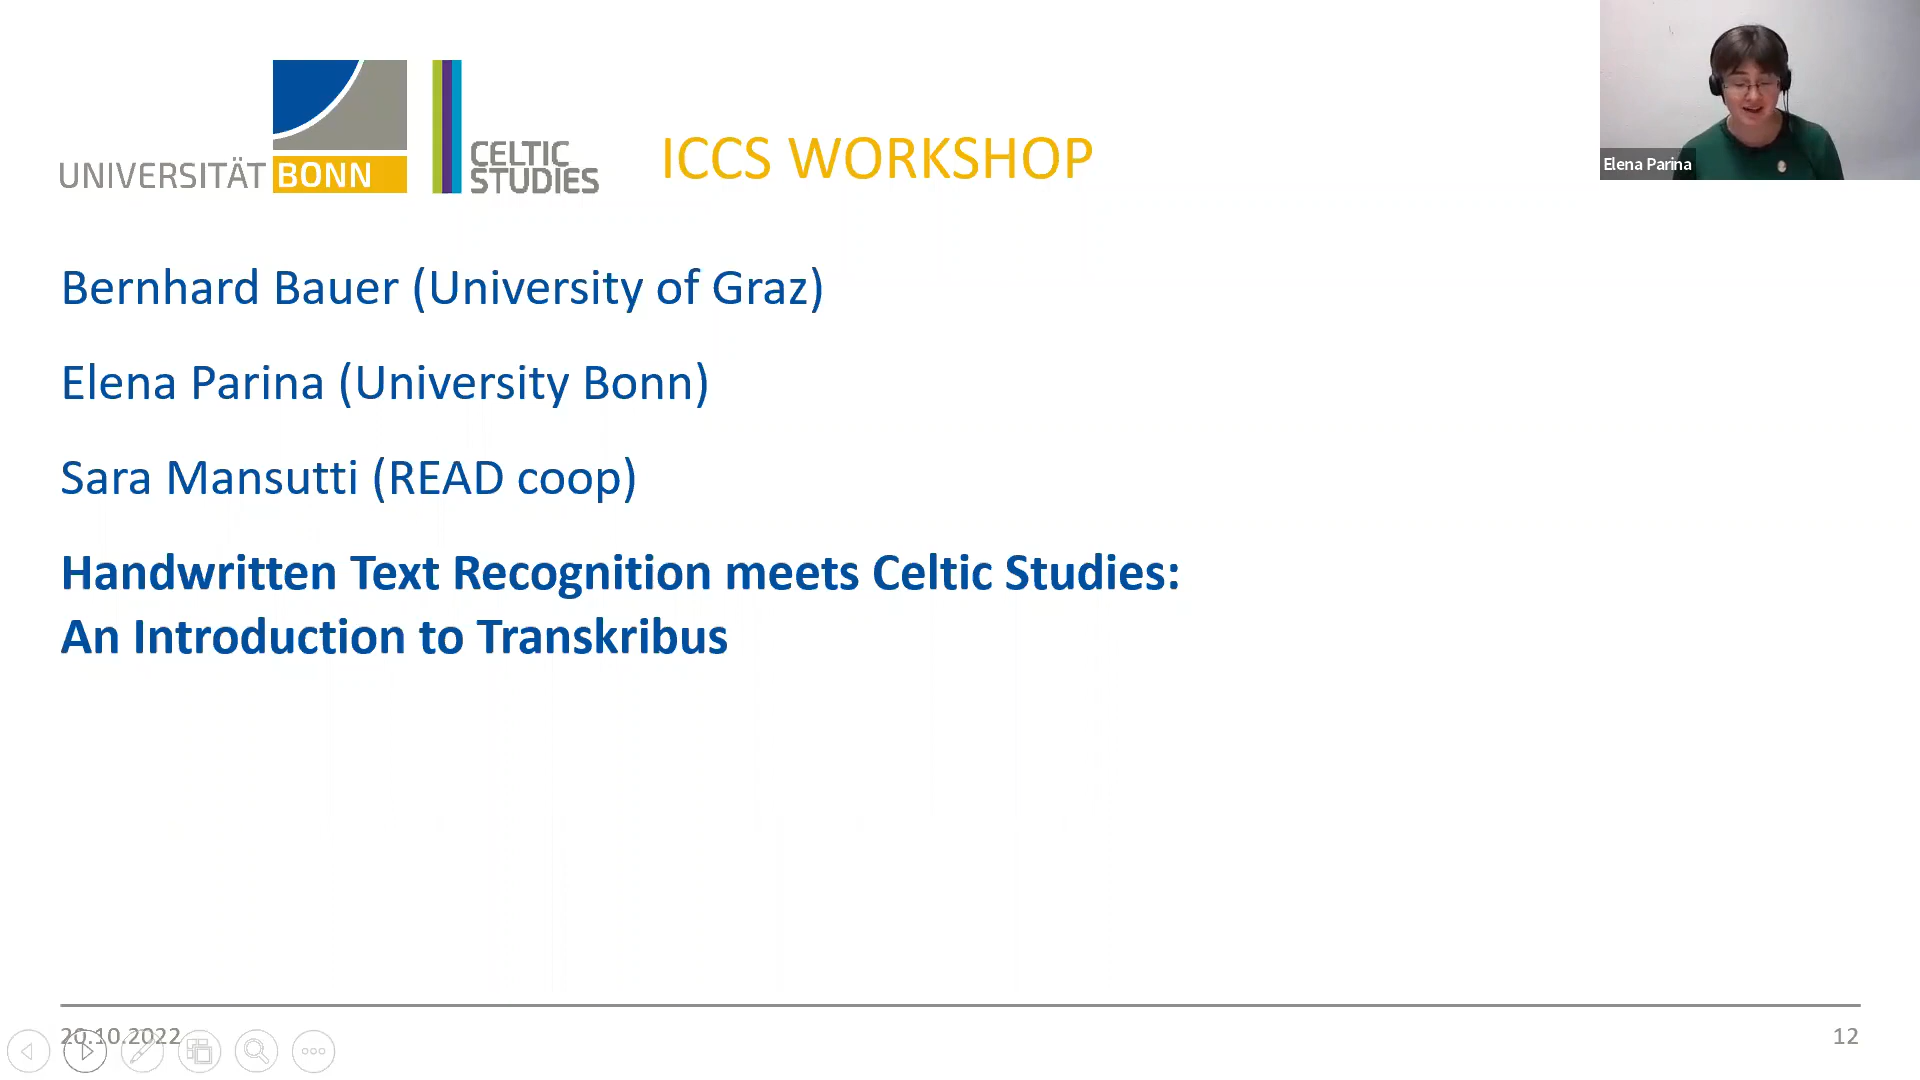 UNIVERSITÄT BONN
CELTIC
STUDIES
ICCS WORKSHOP
Elena Parina
Bernhard Bauer (University of Graz)
Elena Parina (University Bonn)
Sara Mansutti (READ coop)
Handwritten Text Recognition meets Celtic Studies:
An Introduction to Transkribus
20.10.2022
12